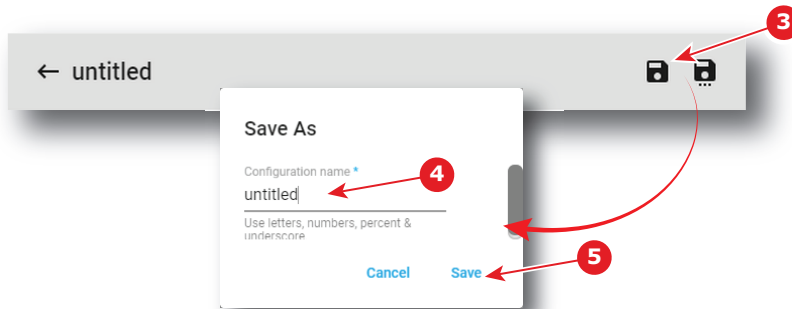 3
← untitled
Save As
Configuration name *
4
untitled
Use letters, numbers, percent &
underscore
5
Cancel Save